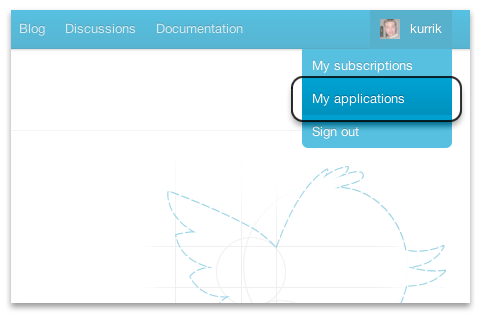 Blog Discussions Documentation kurrik
My subscriptions
My applications
Sign out